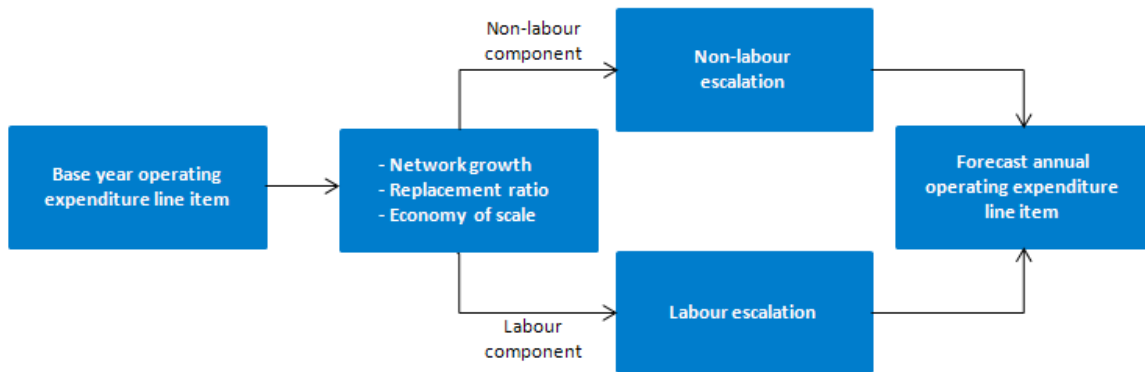 Non-labour
component
Non-labour
escalation
Base year operating
expenditure line item
- Network growth
- Replacement ratio
- Economy of scale
Forecast annual
operating expenditure
line item
Labour escalation
Labour
component